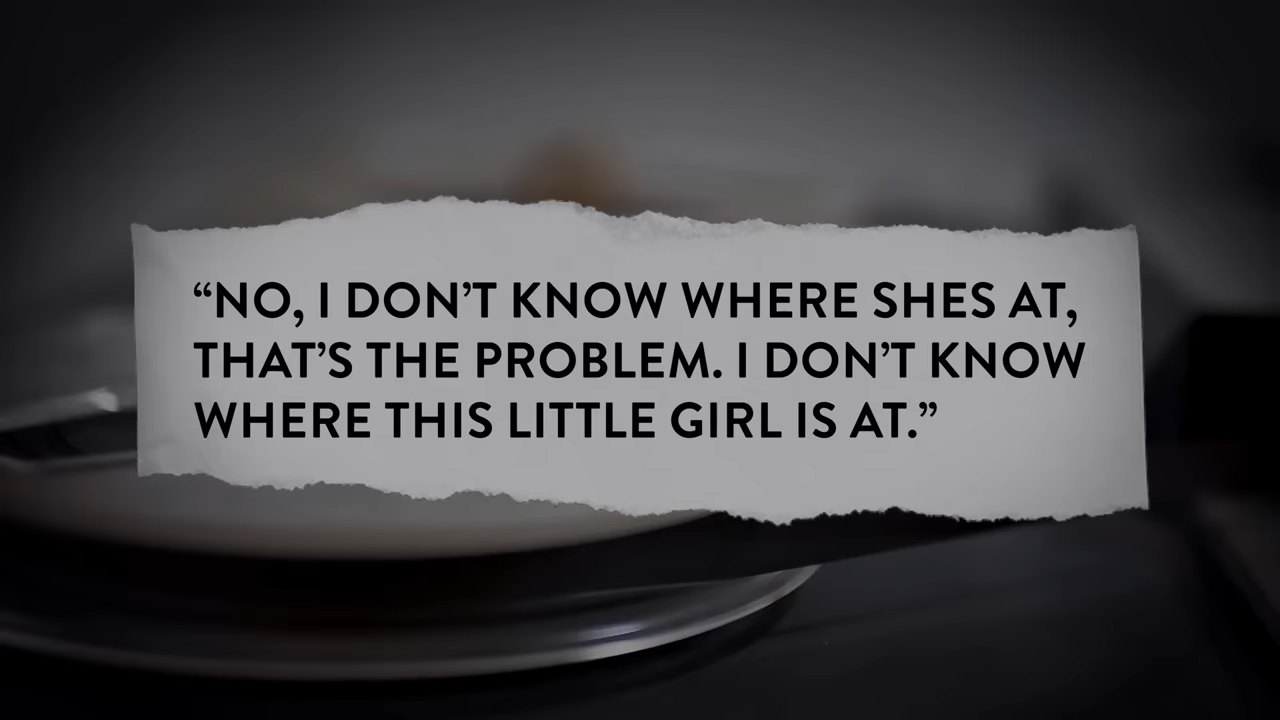 “NO, I DON’T KNOW WHERE SHES AT,
THAT’S THE PROBLEM. I DON’T KNOW
WHERE THIS LITTLE GIRL IS AT.”